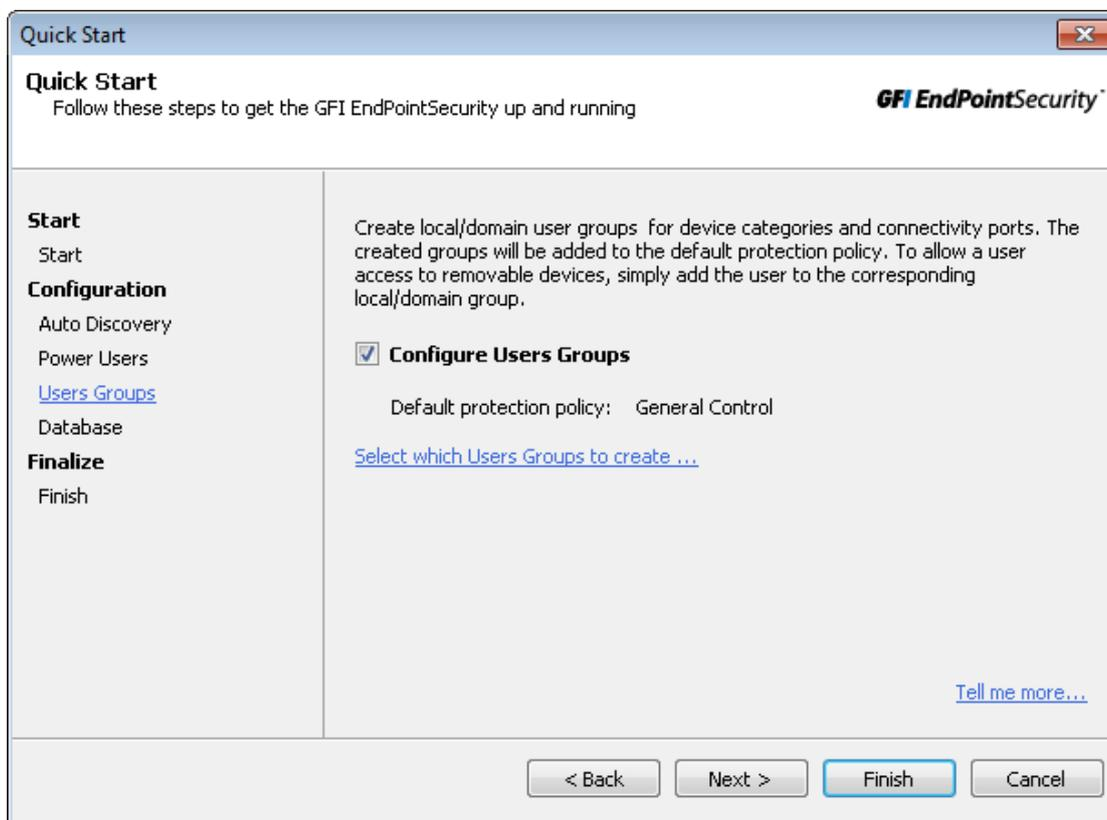 Quick Start
Quick Start
Follow these steps to get the GFI EndPointSecurity up and running
GFI EndPointSecurity™
Start
Start
Configuration
Auto Discovery
Power Users
Users Groups
Database
Finalize
Finish
Create local/domain user groups for device categories and connectivity ports. The
created groups will be added to the default protection policy. To allow a user
access to removable devices, simply add the user to the corresponding
local/domain group.
Configure Users Groups
Default protection policy: General Control
Select which Users Groups to create ...
Tell me more...
< Back Next > Finish Cancel